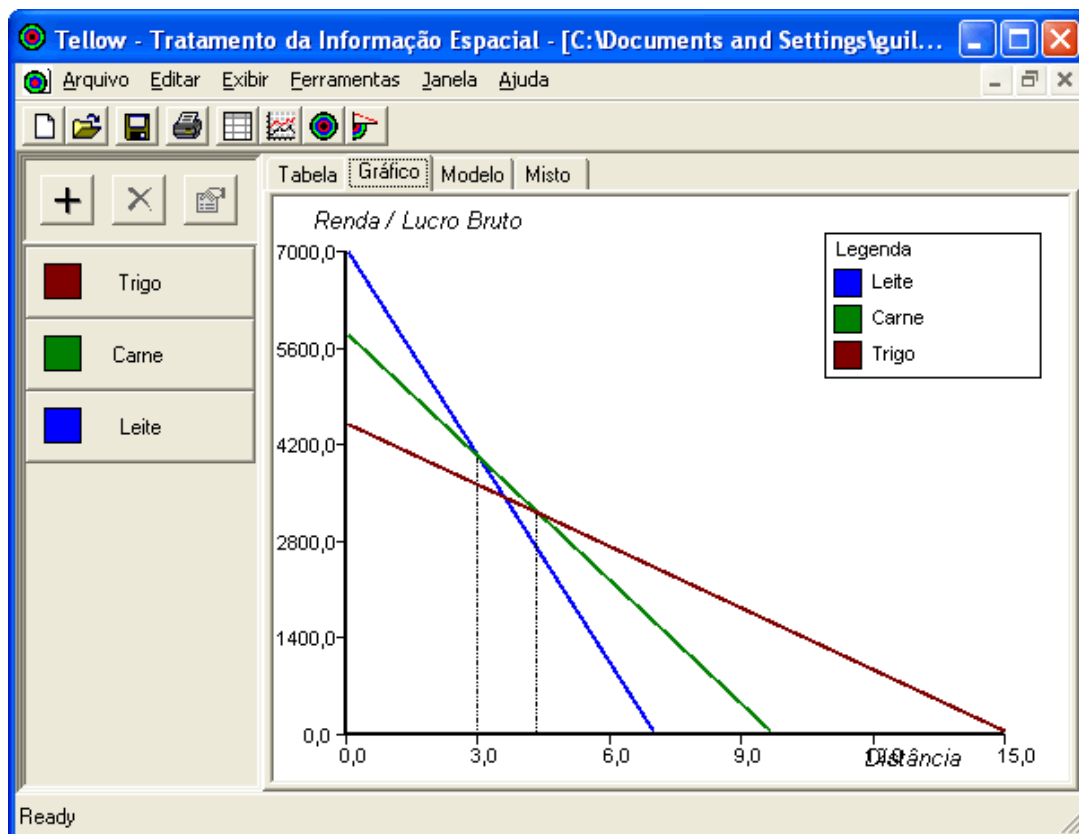 Tellow - Tratamento da Informação Espacial - [C:\Documents and Settings\guil...
Arquivo Editar Exibir Ferramentas Janela Ajuda
Tabela Gráfico Modelo Misto
Trigo
Carne
Leite
Renda / Lucro Bruto
7000,0
5600,0
4200,0
2800,0
1400,0
0,0
0,0 3,0 6,0 9,0 12,0 15,0
Distância
Legenda
Leite
Carne
Trigo
Ready